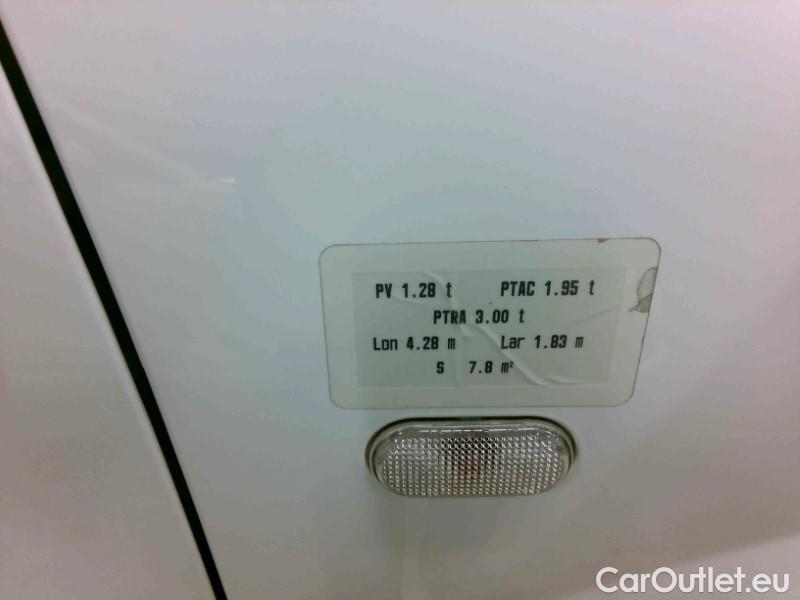 PV 1.28 t PTAC 1.95 t
PTRA 3.00 t
Lon 4.28 m Lar 1.83 m
S 7.8 m²
CarOutlet.eu